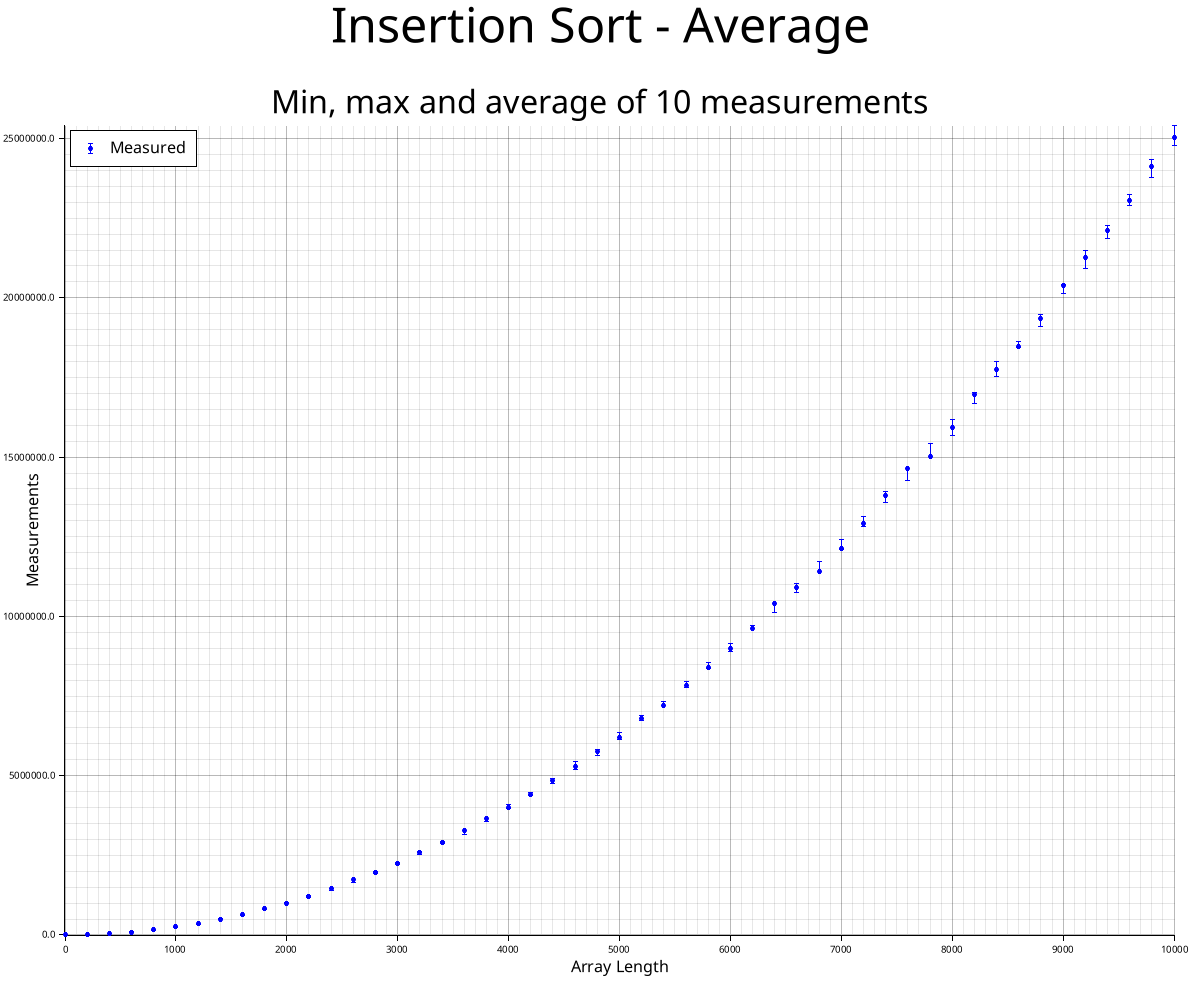 Insertion Sort - Average
Min, max and average of 10 measurements
25000000.0
Measured
20000000.0
15000000.0
Measurements
10000000.0
5000000.0
0.0
0 1000 2000 3000 4000 5000 6000 7000 8000 9000 10000
Array Length